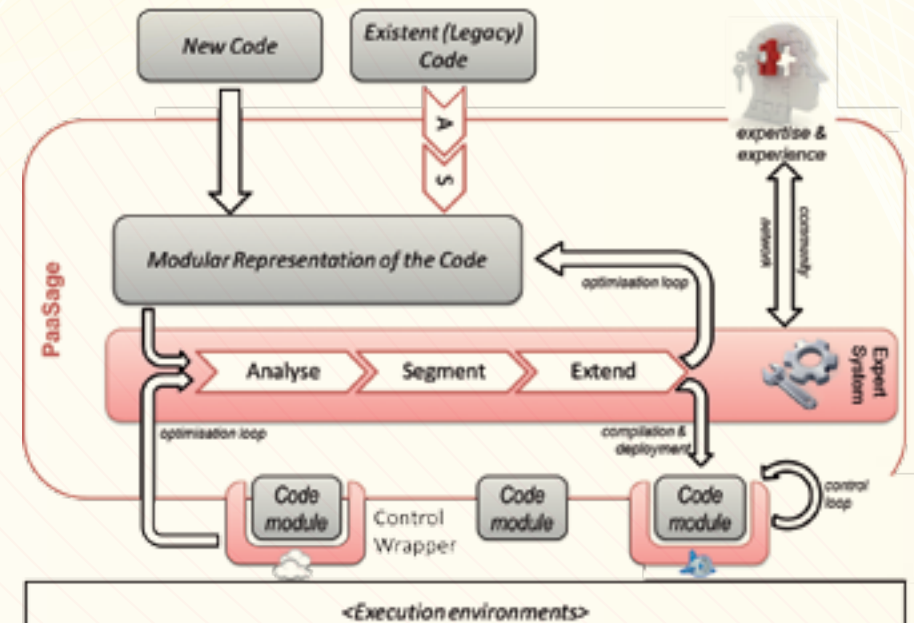 New Code
Existent (Legacy)
Code
A
S
expertise &
experience
community
network
Modular Representation of the Code
optimisation loop
PaaSage
Analyse
Segment
Extend
Expert
System
optimisation loop
compilation &
deployment
Code
module
Control
Wrapper
Code
module
Code
module
control
loop
<Execution environments>